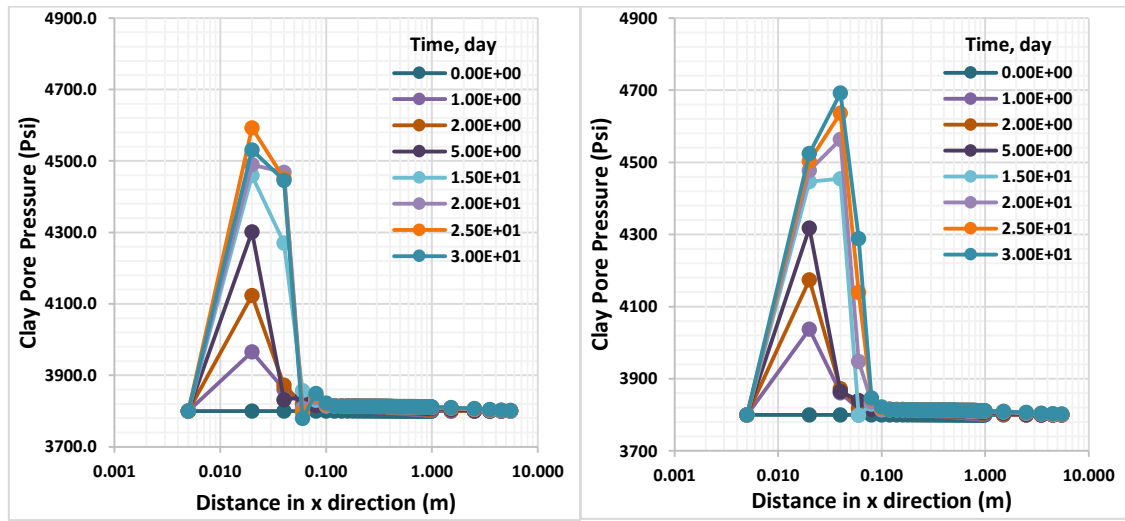 4900.0
4700.0
4500.0
4300.0
4100.0
3900.0
3700.0
Clay Pore Pressure (Psi)
Time, day
0.00E+00
1.00E+00
2.00E+00
5.00E+00
1.50E+01
2.00E+01
2.50E+01
3.00E+01
0.001 0.010 0.100 1.000 10.000
Distance in x direction (m)
4900
4700
4500
4300
4100
3900
3700
Clay Pore Pressure (Psi)
Time, day
0.00E+00
1.00E+00
2.00E+00
5.00E+00
1.50E+01
2.00E+01
2.50E+01
3.00E+01
0.001 0.010 0.100 1.000 10.000
Distance in x direction (m)